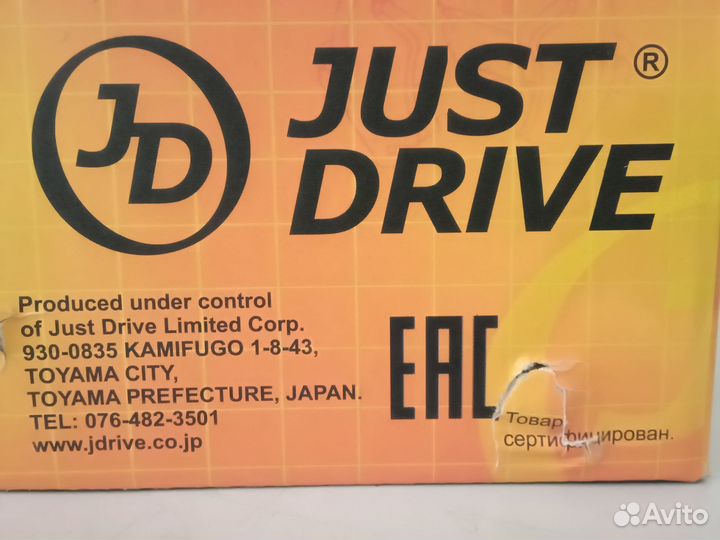 JD
JUST ®
DRIVE
Produced under control
of Just Drive Limited Corp.
930-0835 KAMIFUGO 1-8-43,
TOYAMA CITY,
TOYAMA PREFECTURE, JAPAN.
TEL: 076-482-3501
www.jdrive.co.jp
EAC
Товар
сертифицирован.
Avito